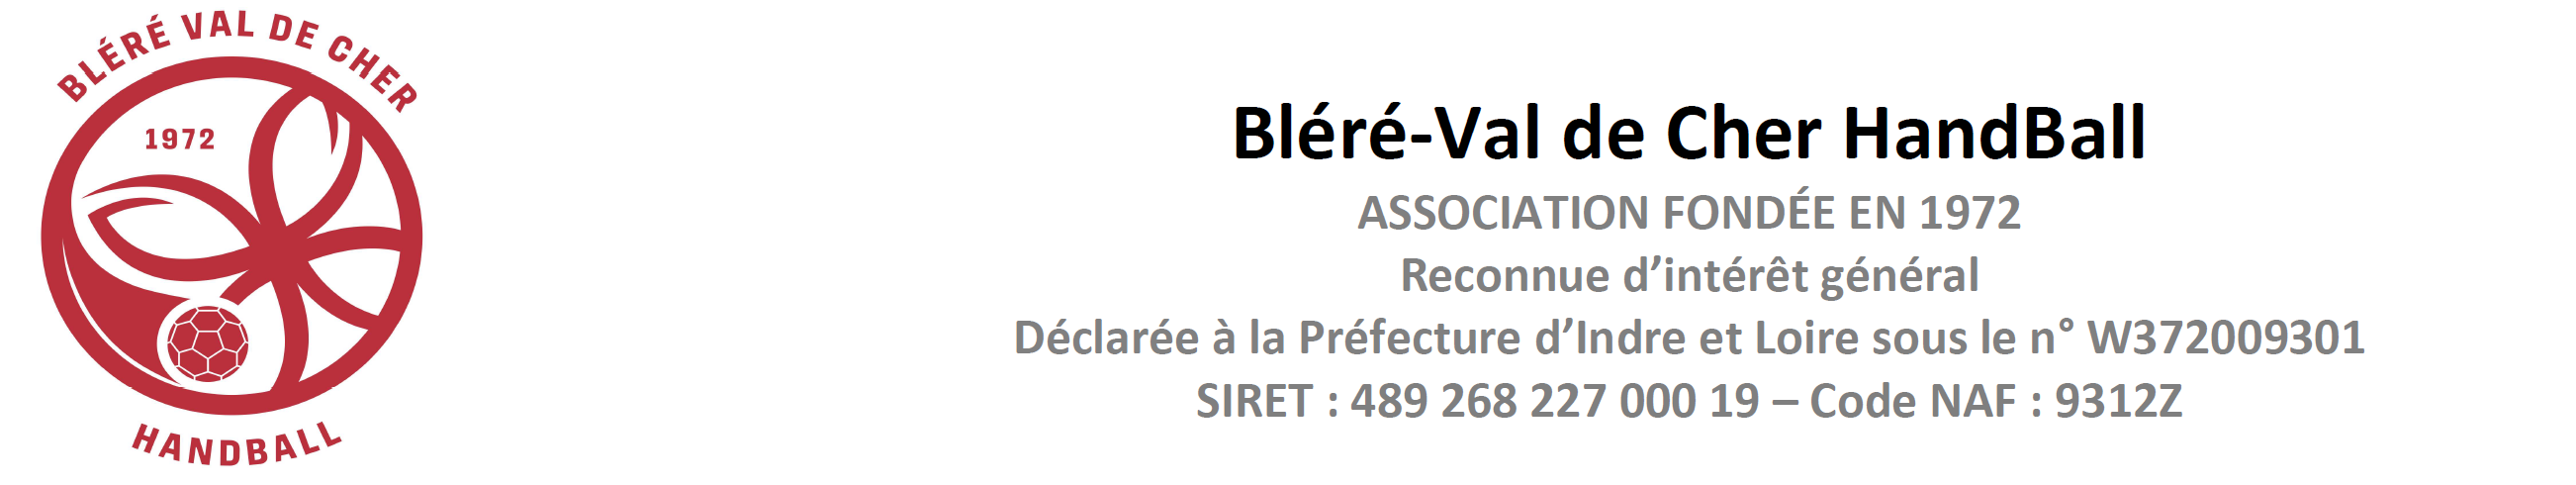 BLÉRÉ VAL DE CHER
1972
HANDBALL
Bléré-Val de Cher HandBall
ASSOCIATION FONDÉE EN 1972
Reconnue d’intérêt général
Déclarée à la Préfecture d’Indre et Loire sous le n° W372009301
SIRET : 489 268 227 000 19 – Code NAF : 9312Z